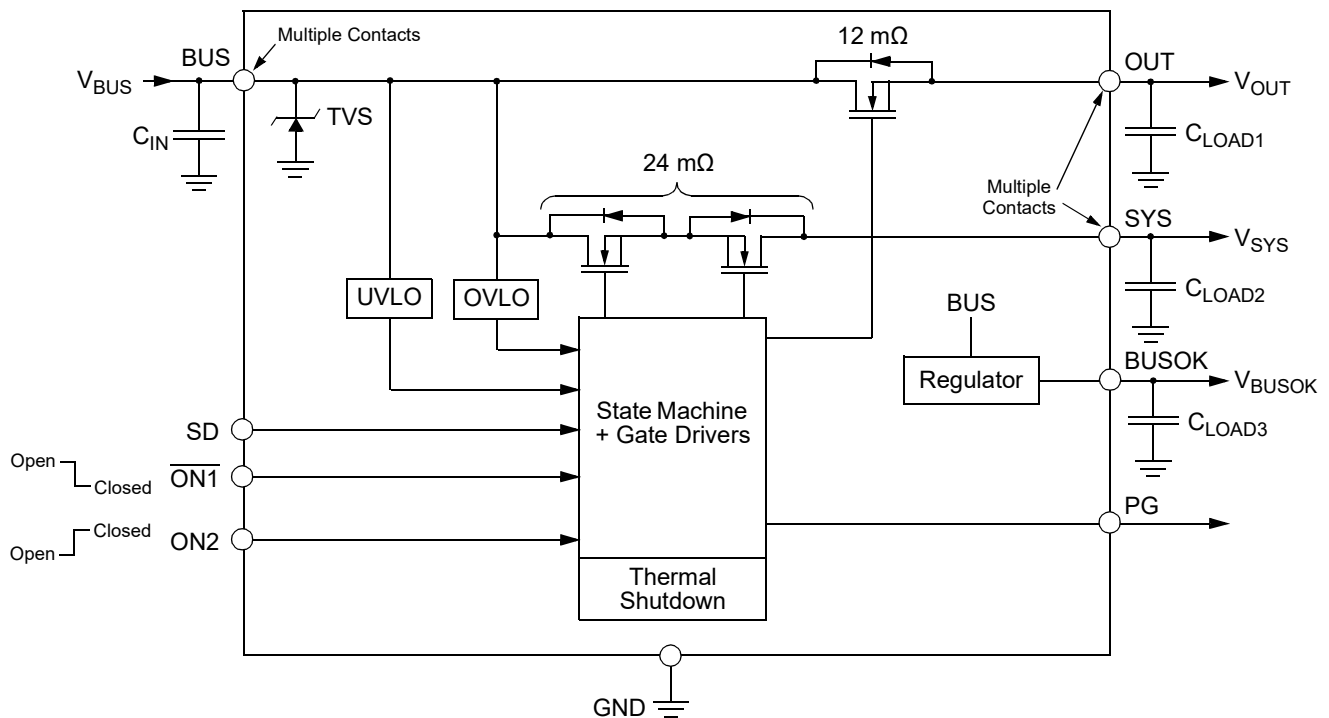 Multiple Contacts
12 mΩ
BUS
OUT
V_BUS
V_OUT
TVS
C_IN
C_LOAD1
24 mΩ
Multiple
Contacts
SYS
V_SYS
UVLO
OVLO
C_LOAD2
BUS
BUSOK
Regulator
V_BUSOK
State Machine
+ Gate Drivers
C_LOAD3
SD
Open
Closed
ON1
PG
Closed
Open
ON2
Thermal
Shutdown
GND